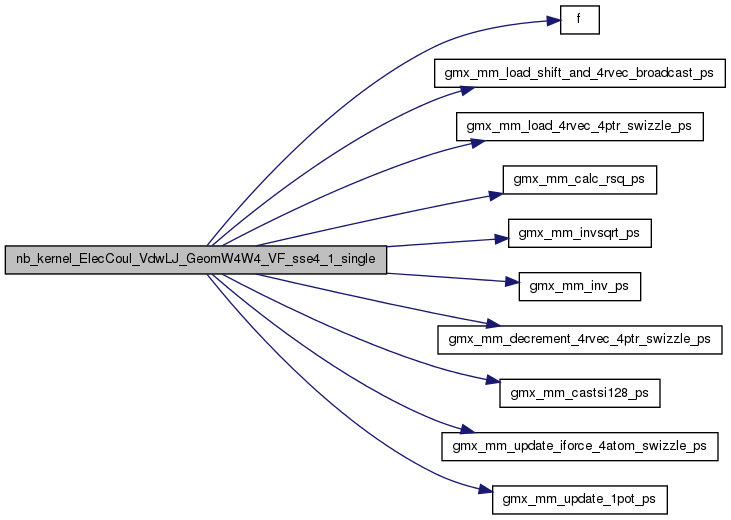 f
gmx_mm_load_shift_and_4rvec_broadcast_ps
gmx_mm_load_4rvec_4ptr_swizzle_ps
gmx_mm_calc_rsq_ps
gmx_mm_invsqrt_ps
nb_kernel_ElecCoul_VdwLJ_GeomW4W4_VF_sse4_1_single
gmx_mm_inv_ps
gmx_mm_decrement_4rvec_4ptr_swizzle_ps
gmx_mm_castsi128_ps
gmx_mm_update_iforce_4atom_swizzle_ps
gmx_mm_update_1pot_ps